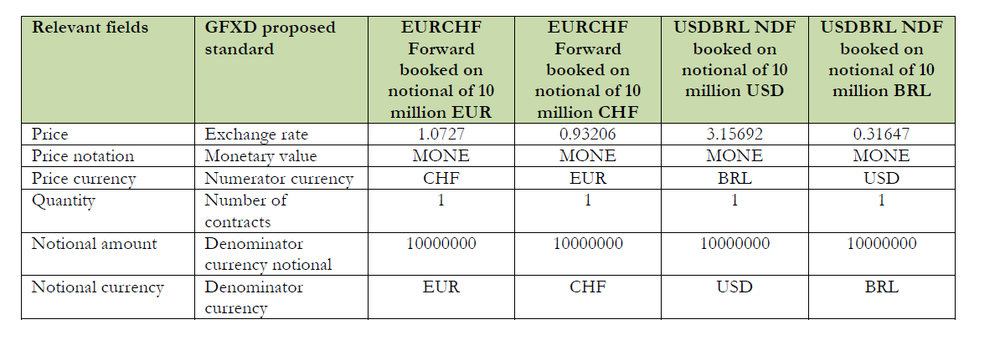 Relevant fields
GFXD proposed
standard
EURCHF
Forward
booked on
notional of 10
million EUR
EURCHF
Forward
booked on
notional of 10
million CHF
USDBRL NDF
booked on
notional of 10
million USD
USDBRL NDF
booked on
notional of 10
million BRL
Price
Exchange rate
1.0727
0.93206
3.15692
0.31647
Price notation
Monetary value
MONE
MONE
MONE
MONE
Price currency
Numerator currency
CHF
EUR
BRL
USD
Quantity
Number of
contracts
1
1
1
1
Notional amount
Denominator
currency notional
10000000
10000000
10000000
10000000
Notional currency
Denominator
currency
EUR
CHF
USD
BRL